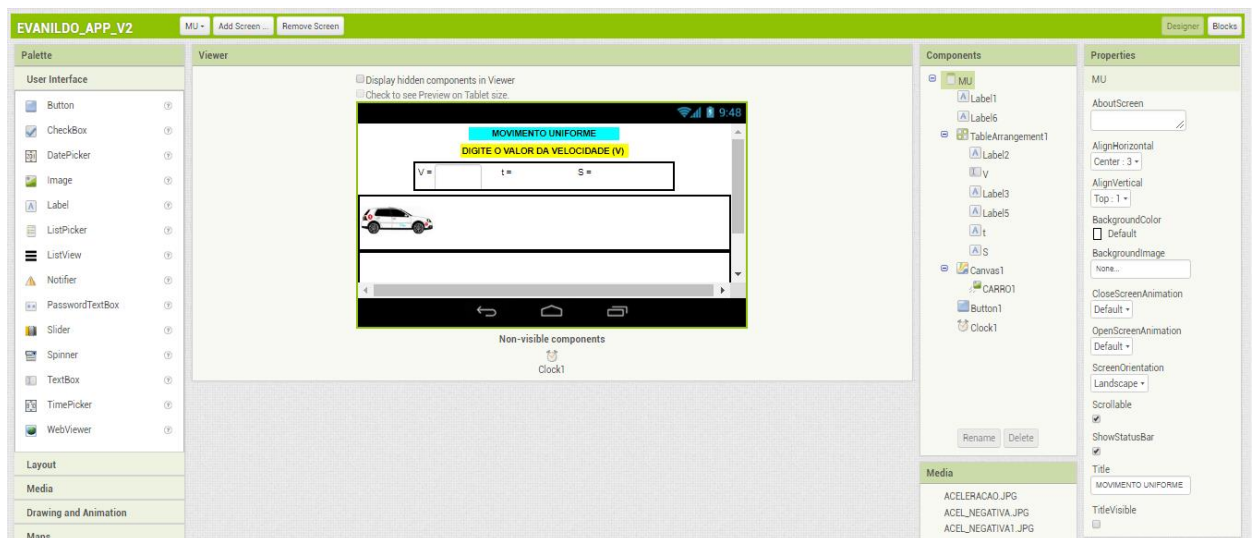 EVANILDO_APP_V2
MU
Add Screen ...
Remove Screen
Designer
Blocks
Palette
User Interface
Button
CheckBox
DatePicker
Image
Label
ListPicker
ListView
Notifier
PasswordTextBox
Slider
Spinner
TextBox
TimePicker
WebViewer
Layout
Media
Drawing and Animation
Maps
Viewer
Display hidden components in Viewer
Check to see Preview on Tablet size.
9:48
MOVIMENTO UNIFORME
DIGITE O VALOR DA VELOCIDADE (V)
V = t = S =
Non-visible components
Clock1
Components
MU
Label1
Label6
TableArrangement1
Label2
V
Label3
Label5
t
S
Canvas1
CARRO1
Button1
Clock1
Rename Delete
Media
ACELERACAO.JPG
ACEL_NEGATIVA.JPG
ACEL_NEGATIVA1.JPG
Properties
MU
AboutScreen
AlignHorizontal
Center : 3
AlignVertical
Top : 1
BackgroundColor
Default
BackgroundImage
None...
CloseScreenAnimation
Default
OpenScreenAnimation
Default
ScreenOrientation
Landscape
Scrollable
ShowStatusBar
Title
MOVIMENTO UNIFORME
TitleVisible